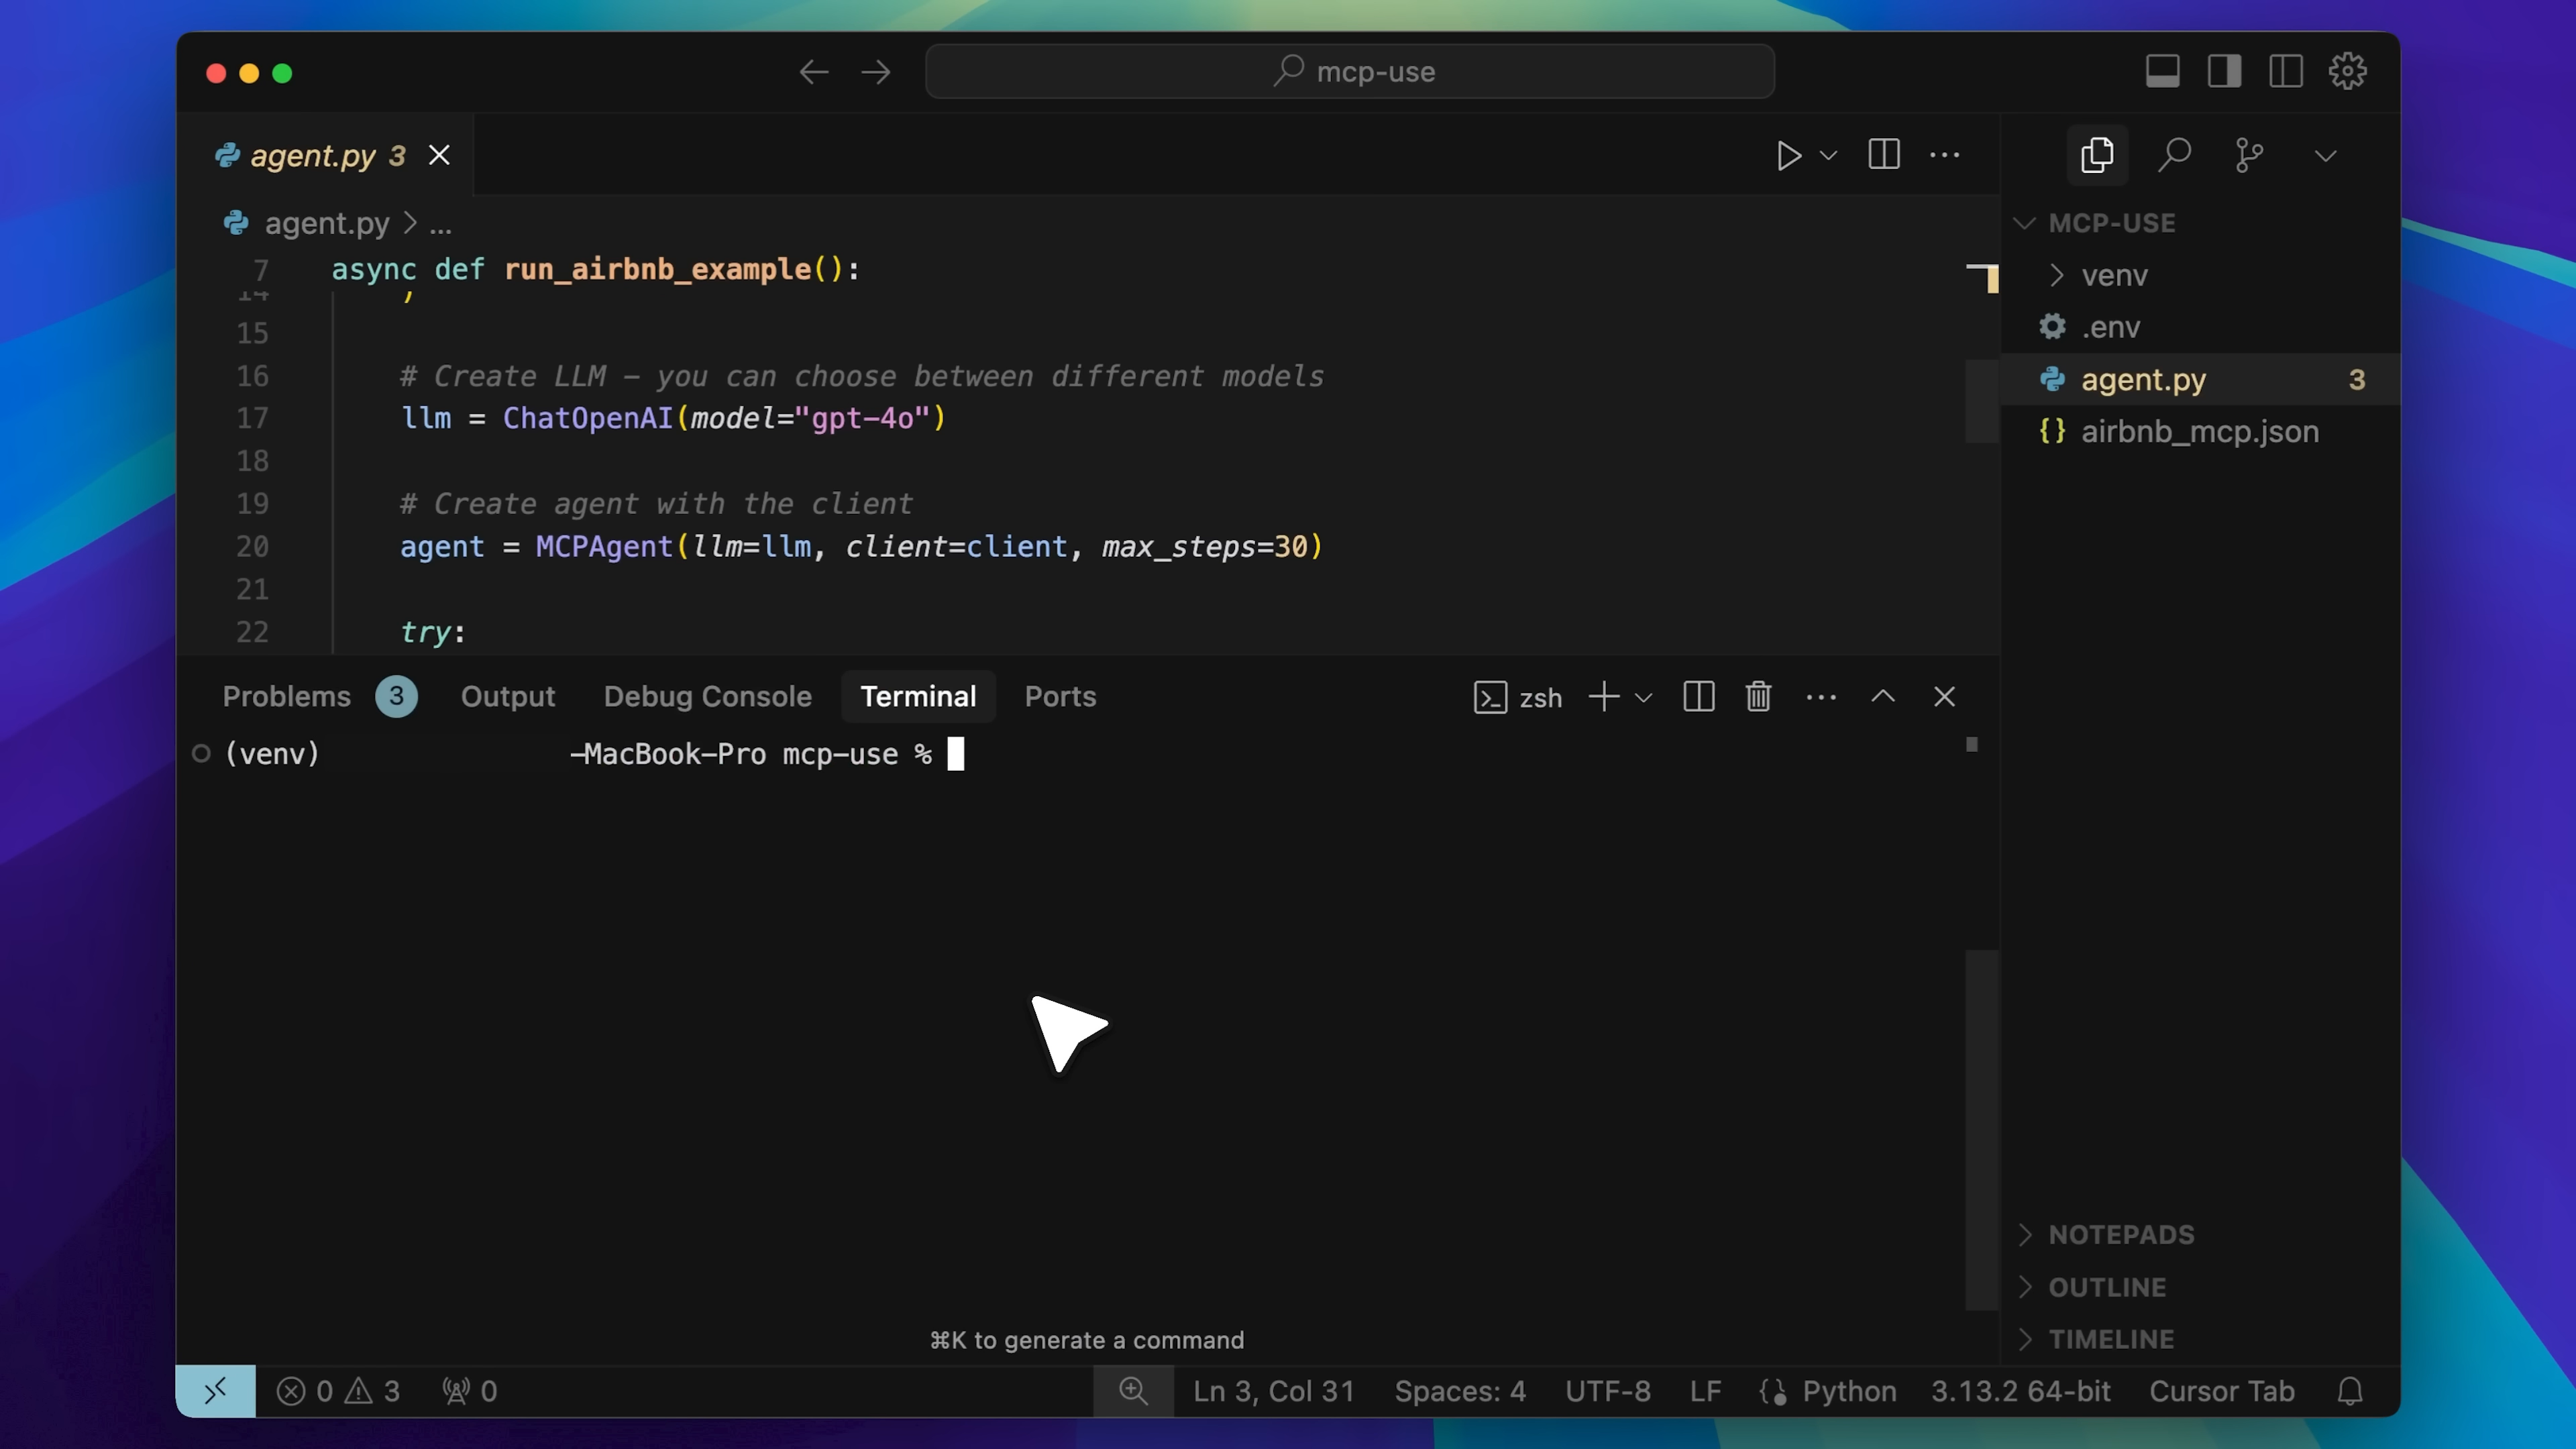 mcp-use
agent.py 3
agent.py > ...
7 async def run_airbnb_example():
14 )
15
16 # Create LLM - you can choose between different models
17 llm = ChatOpenAI(model="gpt-4o")
18
19 # Create agent with the client
20 agent = MCPAgent(llm=llm, client=client, max_steps=30)
21
22 try:
Problems 3 Output Debug Console Terminal Ports
zsh
(venv) -MacBook-Pro mcp-use %
⌘K to generate a command
MCP-USE
venv
.env
agent.py 3
airbnb_mcp.json
NOTEPADS
OUTLINE
TIMELINE
0 3 0 Ln 3, Col 31 Spaces: 4 UTF-8 LF Python 3.13.2 64-bit Cursor Tab